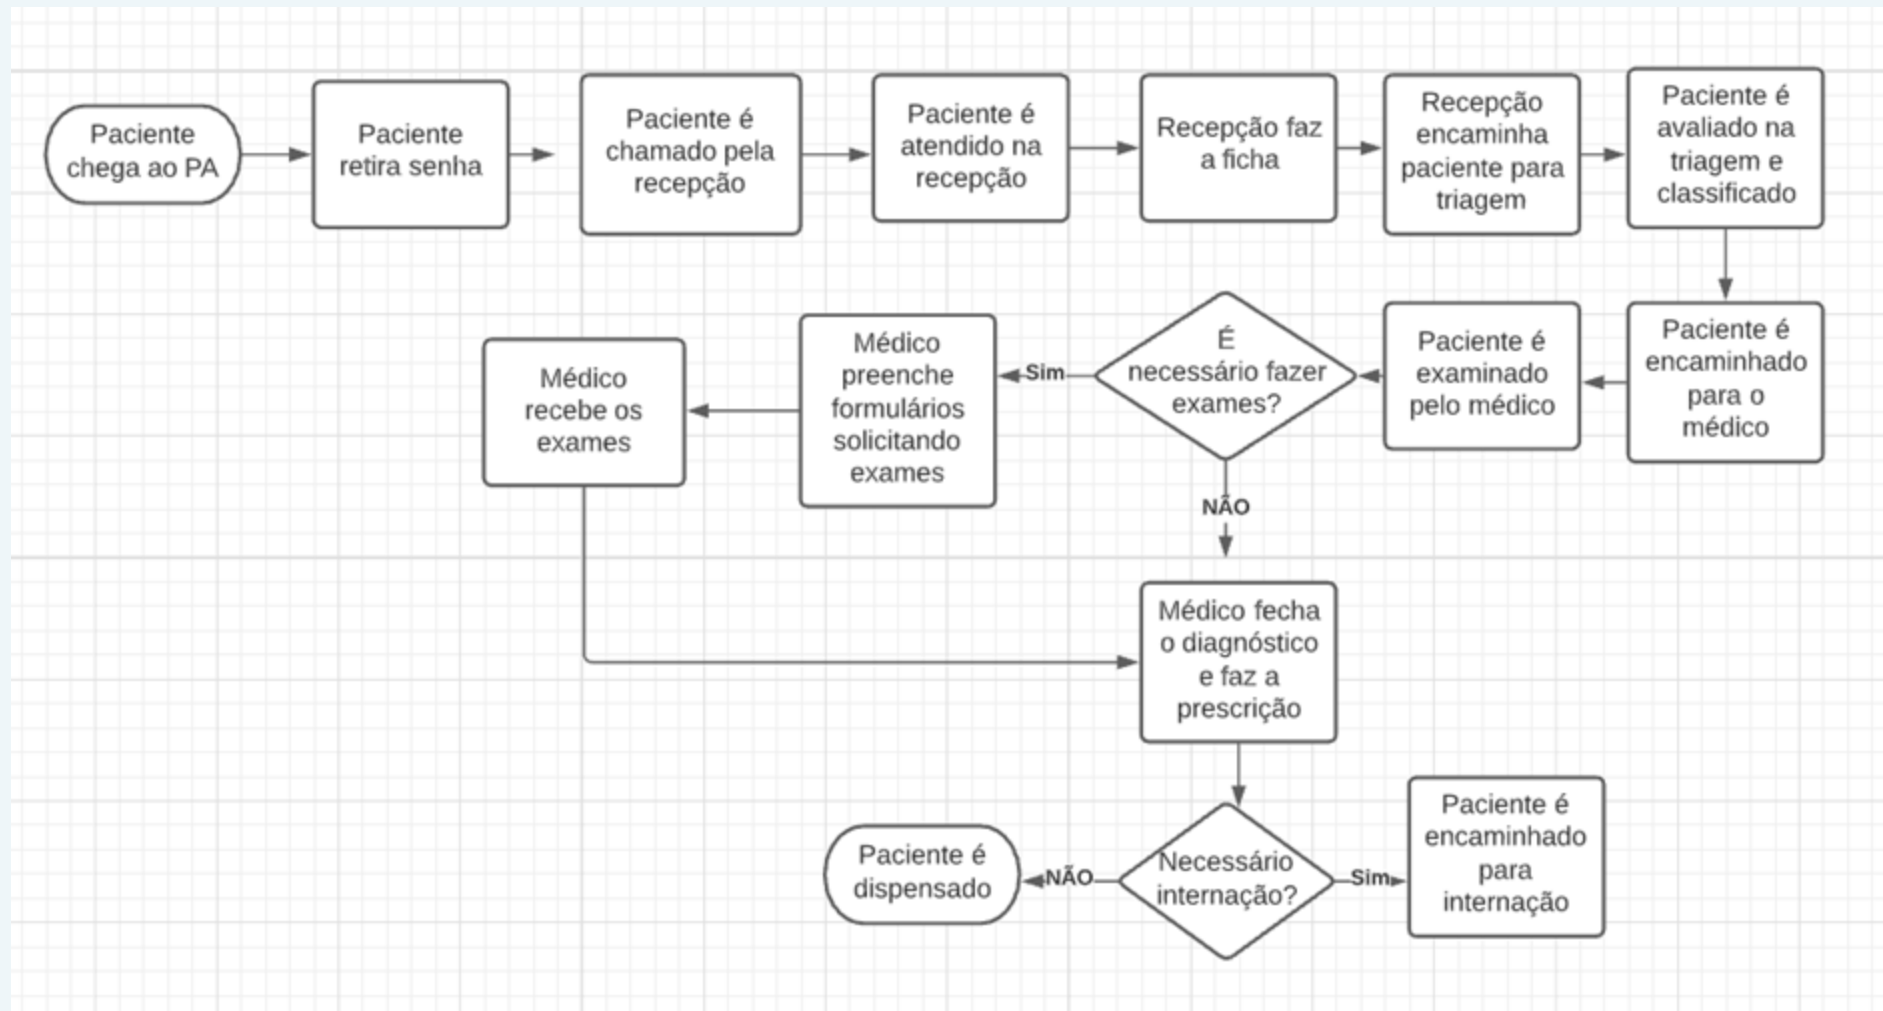 Paciente
chega ao PA
Paciente
retira senha
Paciente é
chamado pela
recepção
Paciente é
atendido na
recepção
Recepção faz
a ficha
Recepção
encaminha
paciente para
triagem
Paciente é
avaliado na
triagem e
classificado
Paciente é
encaminhado
para o
médico
Paciente é
examinado
pelo médico
É
necessário fazer
exames?
Sim
Médico
preenche
formulários
solicitando
exames
Médico
recebe os
exames
NÃO
Médico fecha
o diagnóstico
e faz a
prescrição
Necessário
internação?
NÃO
Paciente é
dispensado
Sim
Paciente é
encaminhado
para
internação